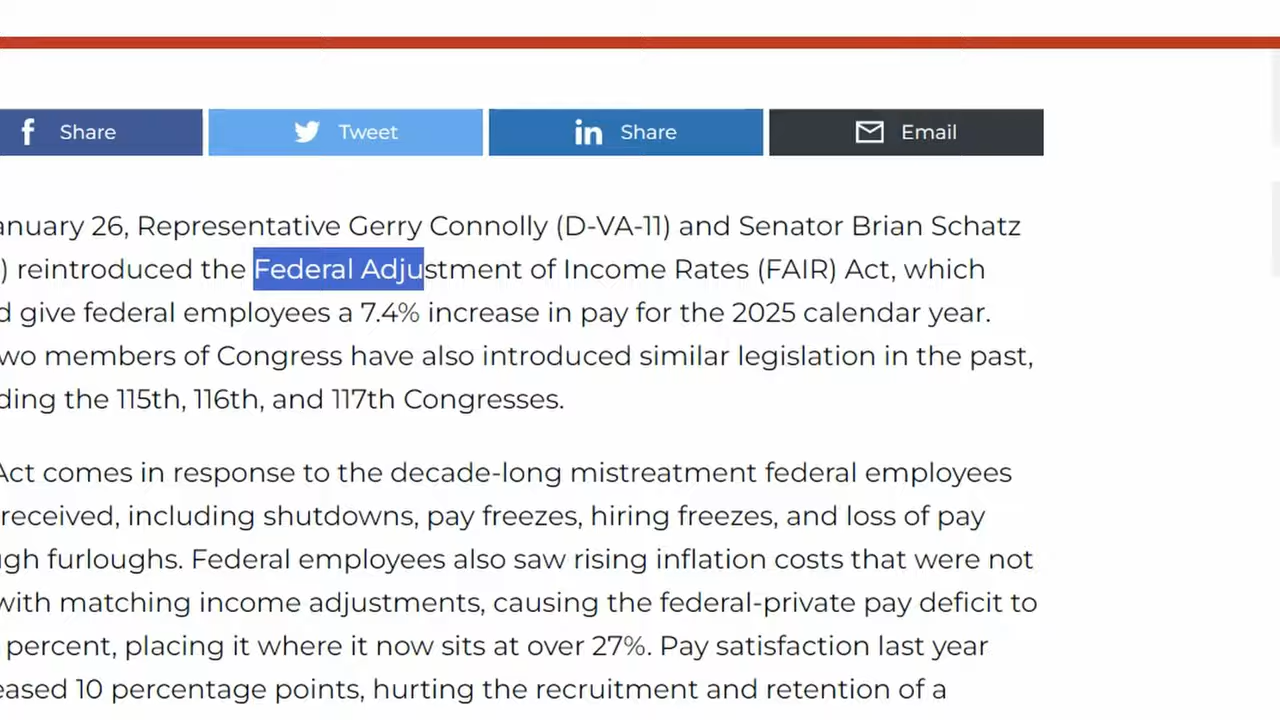 Share Tweet Share Email
anuary 26, Representative Gerry Connolly (D-VA-11) and Senator Brian Schatz
) reintroduced the Federal Adjustment of Income Rates (FAIR) Act, which
d give federal employees a 7.4% increase in pay for the 2025 calendar year.
wo members of Congress have also introduced similar legislation in the past,
ding the 115th, 116th, and 117th Congresses.
Act comes in response to the decade-long mistreatment federal employees
received, including shutdowns, pay freezes, hiring freezes, and loss of pay
gh furloughs. Federal employees also saw rising inflation costs that were not
with matching income adjustments, causing the federal-private pay deficit to
percent, placing it where it now sits at over 27%. Pay satisfaction last year
eased 10 percentage points, hurting the recruitment and retention of a